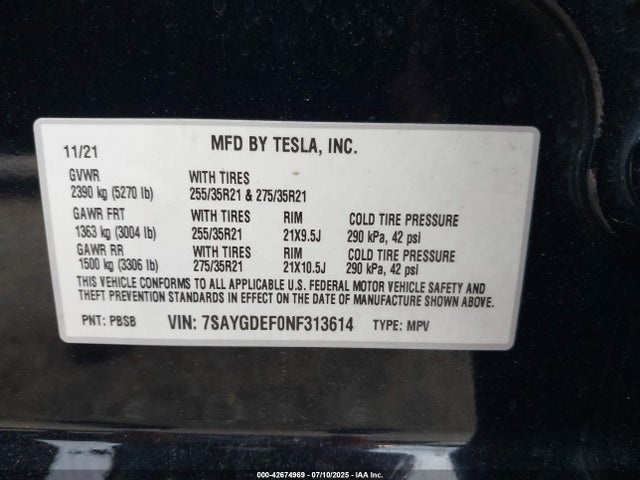 11/21 MFD BY TESLA, INC.
GVWR WITH TIRES
2390 kg (5270 lb) 255/35R21 & 275/35R21
GAWR FRT WITH TIRES RIM COLD TIRE PRESSURE
1363 kg (3004 lb) 255/35R21 21X9.5J 290 kPa, 42 psi
GAWR RR WITH TIRES RIM COLD TIRE PRESSURE
1500 kg (3306 lb) 275/35R21 21X10.5J 290 kPa, 42 psi
THIS VEHICLE CONFORMS TO ALL APPLICABLE U.S. FEDERAL MOTOR VEHICLE SAFETY AND
THEFT PREVENTION STANDARDS IN EFFECT ON THE DATE OF MANUFACTURE SHOWN ABOVE.
PNT: PBSB VIN: 7SAYGDEF0NF313614 TYPE: MPV
000-42674969 07/10/2025 - IAA Inc.